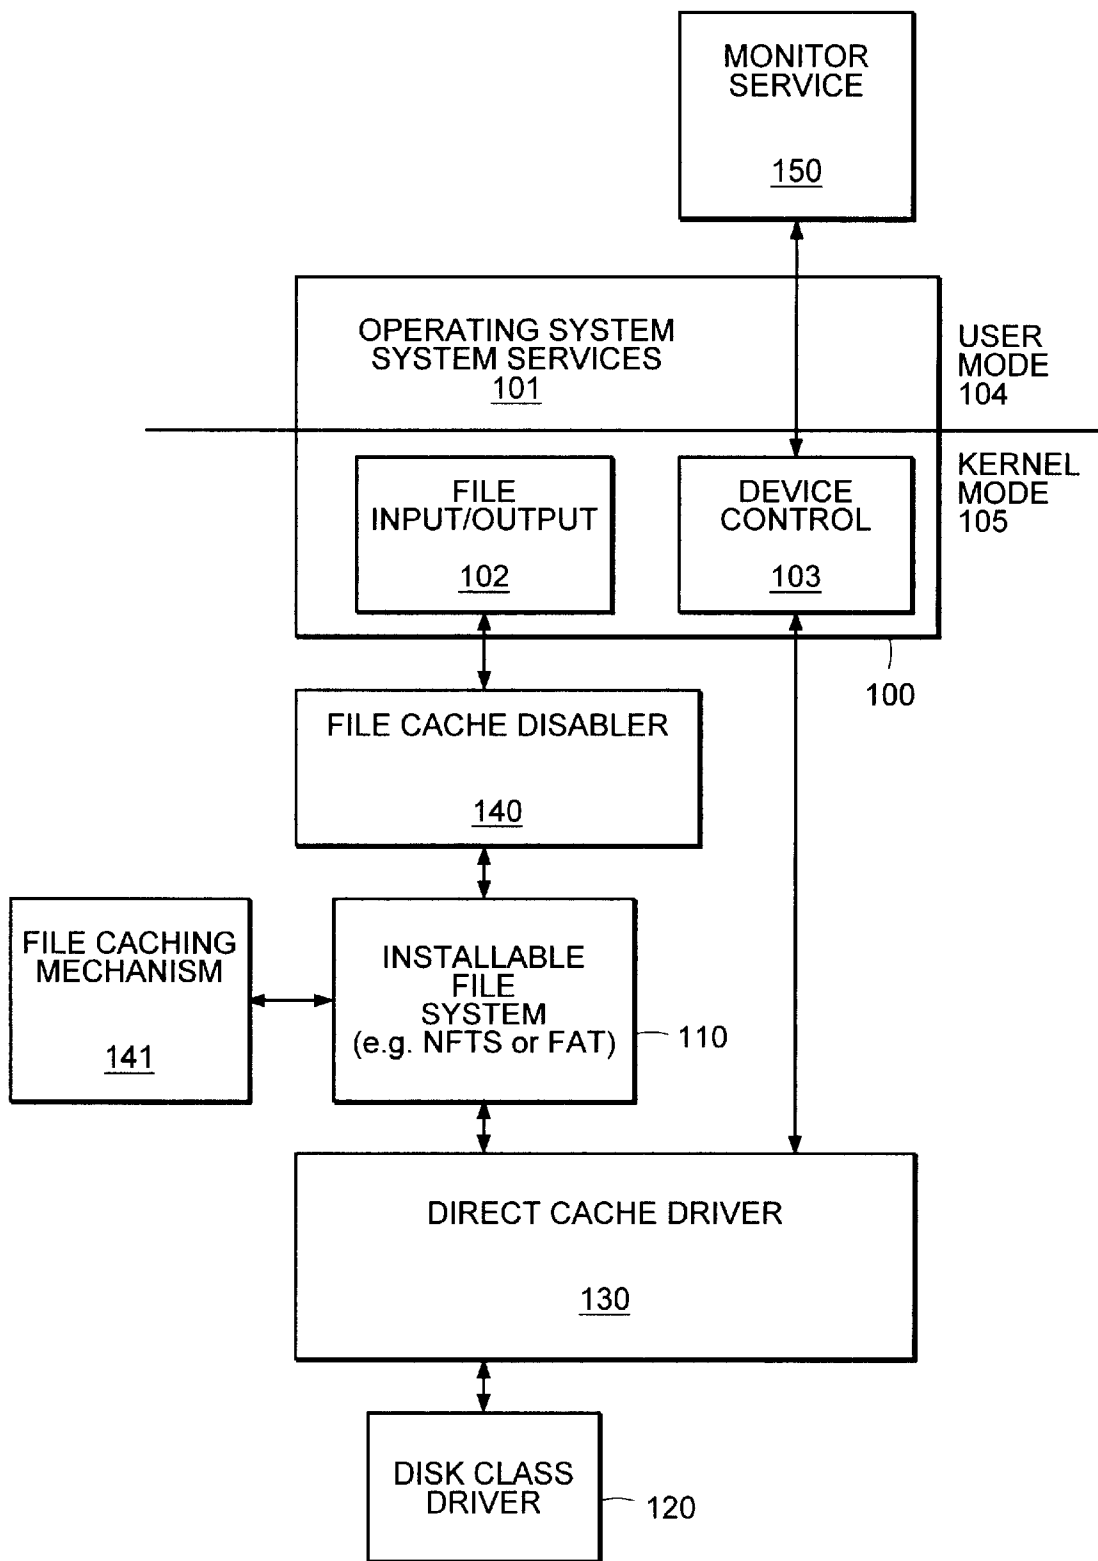 MONITOR
SERVICE
150
OPERATING SYSTEM
SYSTEM SERVICES
101
USER
MODE
104
KERNEL
MODE
105
FILE
INPUT/OUTPUT
102
DEVICE
CONTROL
103
100
FILE CACHE DISABLER
140
FILE CACHING
MECHANISM
141
INSTALLABLE
FILE
SYSTEM
(e.g. NFTS or FAT)
110
DIRECT CACHE DRIVER
130
DISK CLASS
DRIVER
120